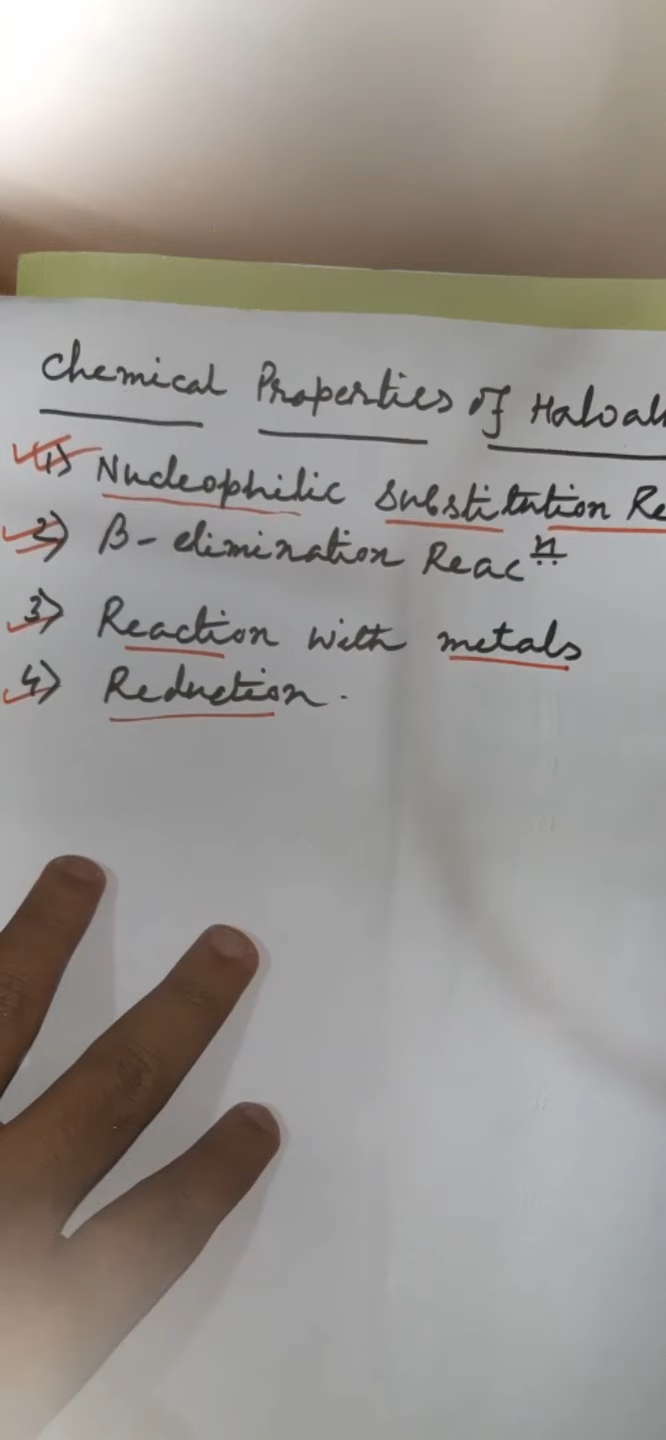 Chemical Properties of Haloal
1) Nucleophilic Substitution Re
2) β-elimination Reacⁿ
3) Reaction with metals
4) Reduction.